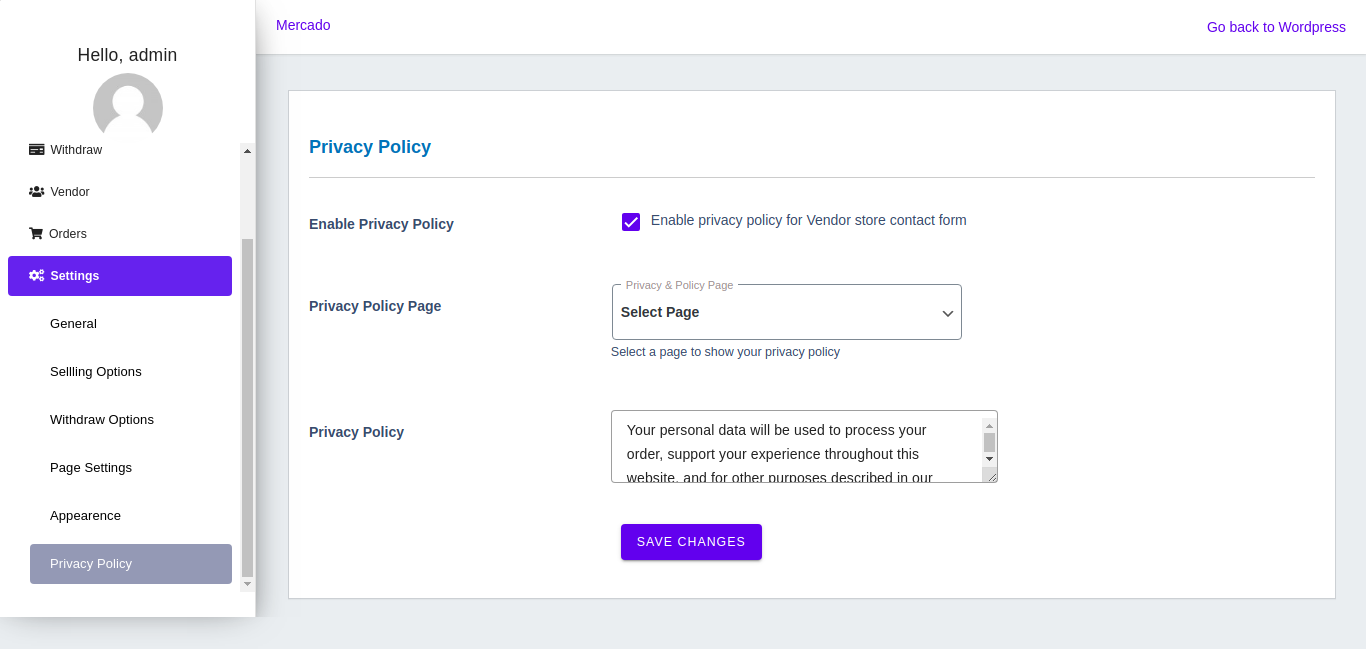 Mercado
Go back to Wordpress
Hello, admin
Withdraw
Vendor
Orders
Settings
General
Sellling Options
Withdraw Options
Page Settings
Appearence
Privacy Policy
Privacy Policy
Enable Privacy Policy
Enable privacy policy for Vendor store contact form
Privacy Policy Page
Privacy & Policy Page
Select Page
Select a page to show your privacy policy
Privacy Policy
Your personal data will be used to process your
order, support your experience throughout this
website, and for other purposes described in our
SAVE CHANGES